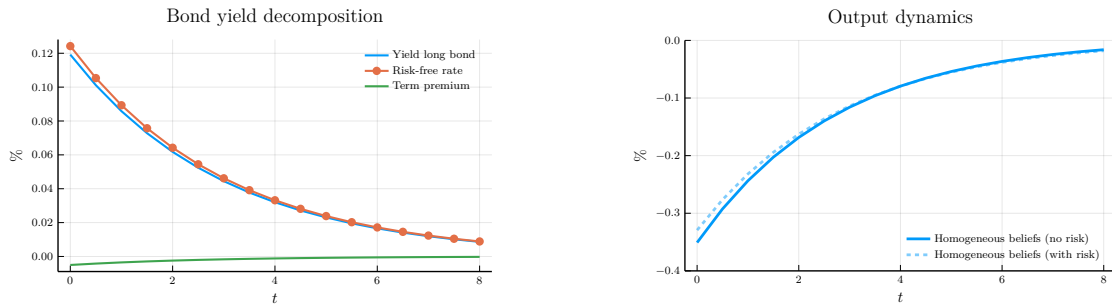 Bond yield decomposition
0.12
0.10
0.08
0.06
0.04
0.02
0.00
%
0 2 4 6 8
t
Yield long bond
Risk-free rate
Term premium
Output dynamics
0.0
−0.1
−0.2
−0.3
−0.4
%
0 2 4 6 8
t
Homogeneous beliefs (no risk)
Homogeneous beliefs (with risk)